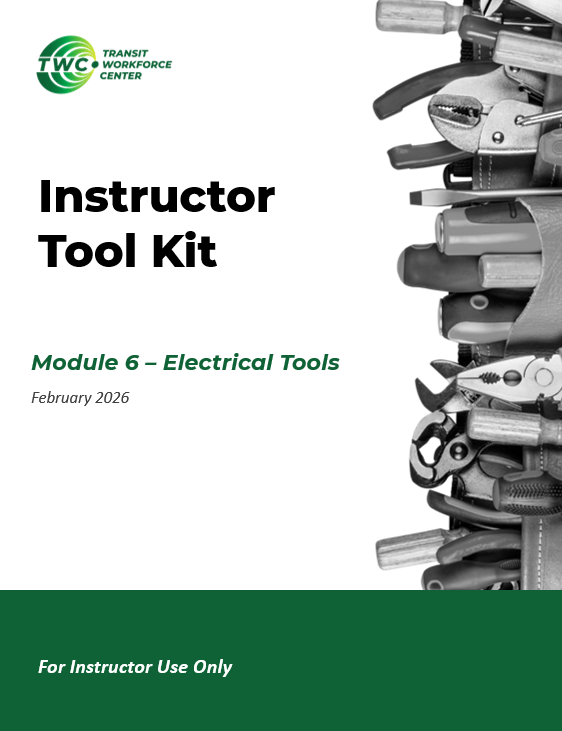 TWC
TRANSIT
WORKFORCE
CENTER
Instructor
Tool Kit
Module 6 – Electrical Tools
February 2026
For Instructor Use Only